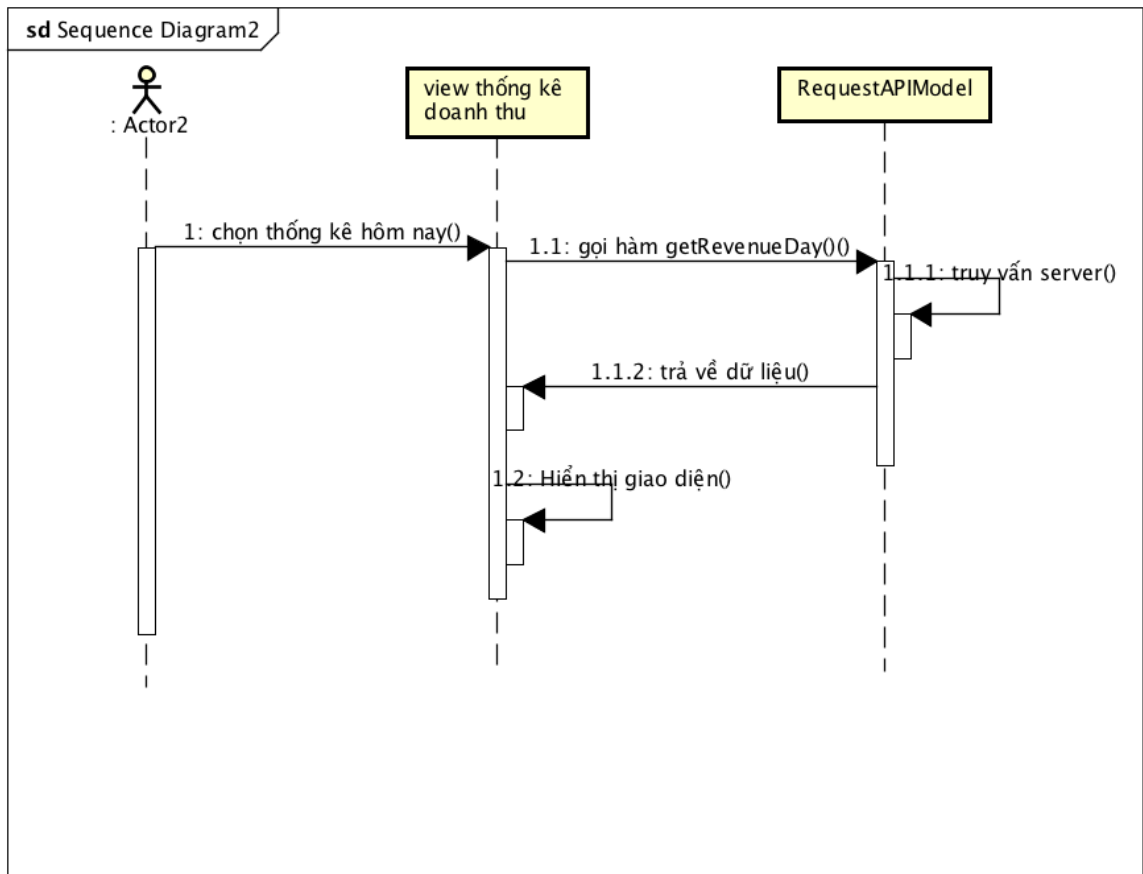 sd Sequence Diagram2
: Actor2
view thống kê
doanh thu
RequestAPIModel
1: chọn thống kê hôm nay()
1.1: gọi hàm getRevenueDay()()
1.1.1: truy vấn server()
1.1.2: trả về dữ liệu()
1.2: Hiển thị giao diện()